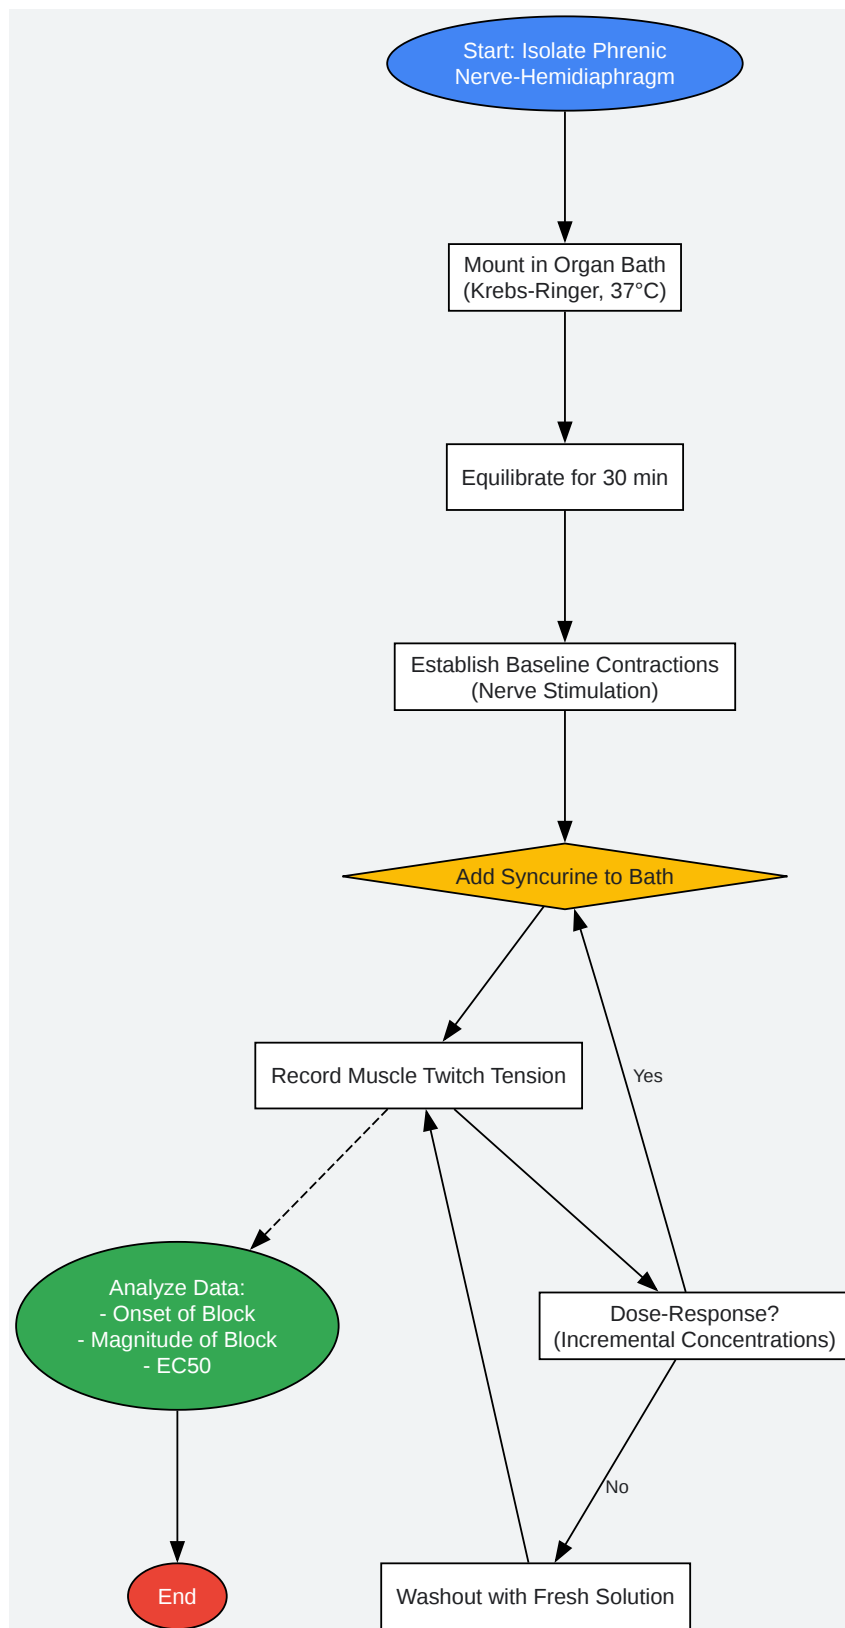 Start: Isolate Phrenic
Nerve-Hemidiaphragm
Mount in Organ Bath
(Krebs-Ringer, 37°C)
Equilibrate for 30 min
Establish Baseline Contractions
(Nerve Stimulation)
Add Syncurine to Bath
Record Muscle Twitch Tension
Yes
Analyze Data:
- Onset of Block
- Magnitude of Block
- EC50
Dose-Response?
(Incremental Concentrations)
No
End
Washout with Fresh Solution